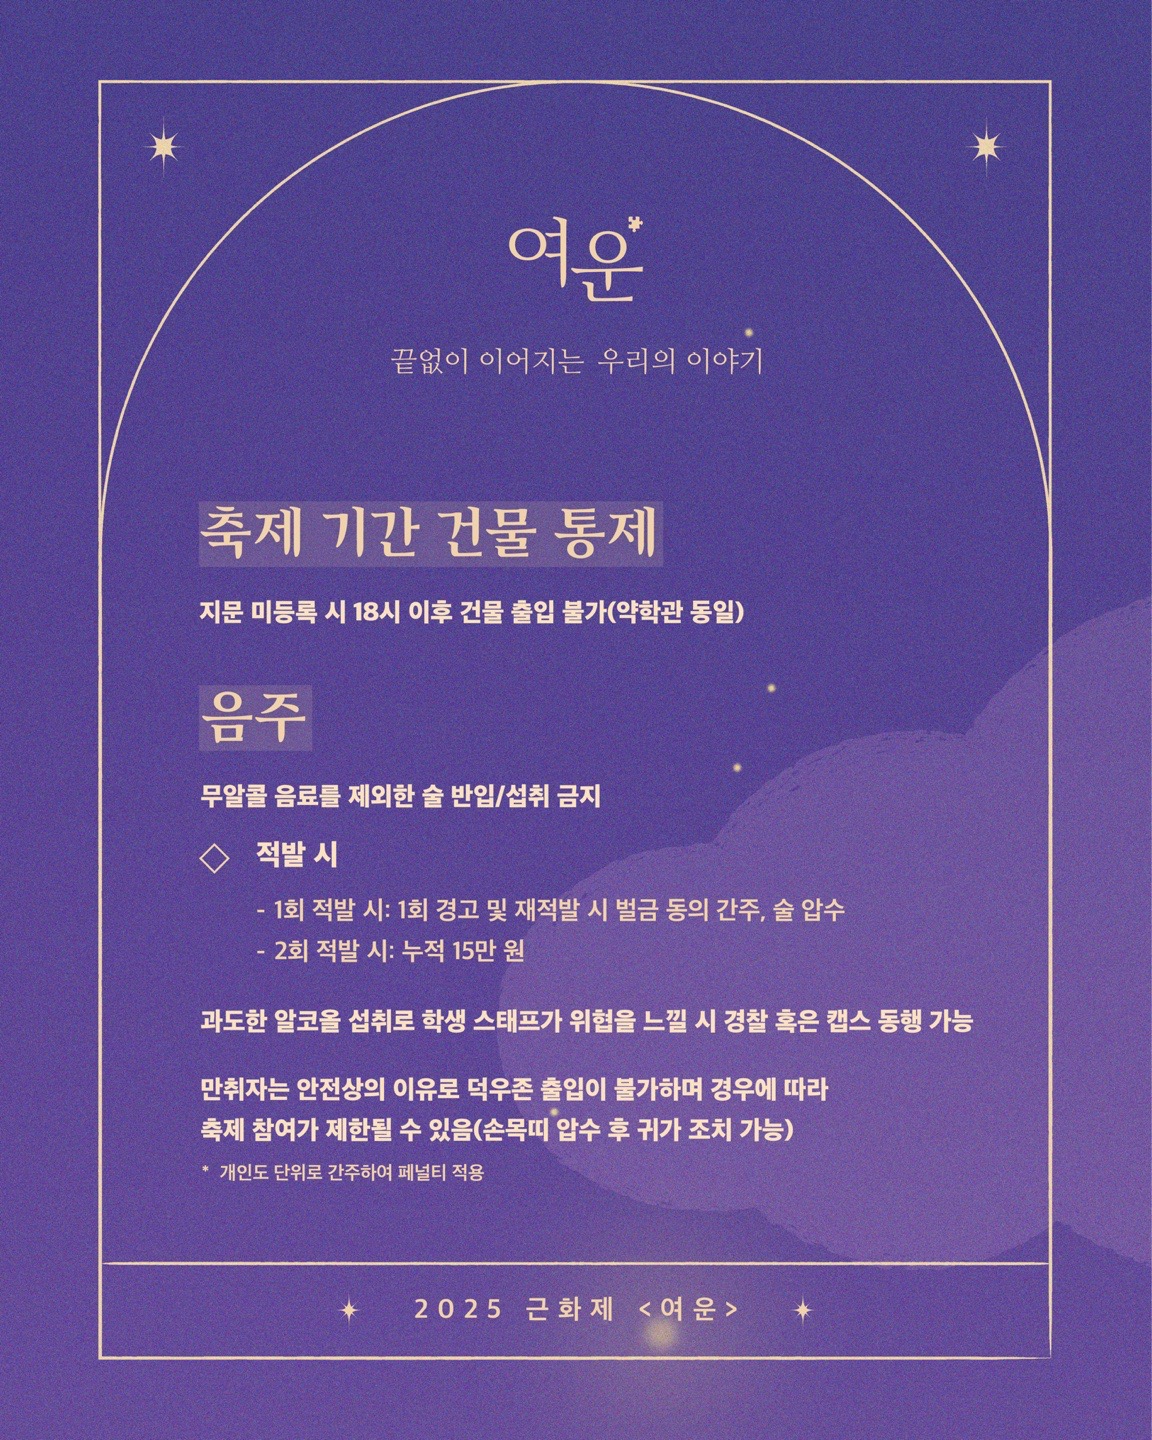 여운
끝없이 이어지는 우리의 이야기
축제 기간 건물 통제
지문 미등록 시 18시 이후 건물 출입 불가(약학관 동일)
음주
무알콜 음료를 제외한 술 반입/섭취 금지
◇ 적발 시
- 1회 적발 시: 1회 경고 및 재적발 시 벌금 동의 간주, 술 압수
- 2회 적발 시: 누적 15만 원
과도한 알코올 섭취로 학생 스태프가 위협을 느낄 시 경찰 혹은 캡스 동행 가능
만취자는 안전상의 이유로 덕우존 출입이 불가하며 경우에 따라
축제 참여가 제한될 수 있음(손목띠 압수 후 귀가 조치 가능)
* 개인도 단위로 간주하여 페널티 적용
2025 근화제 <여운>